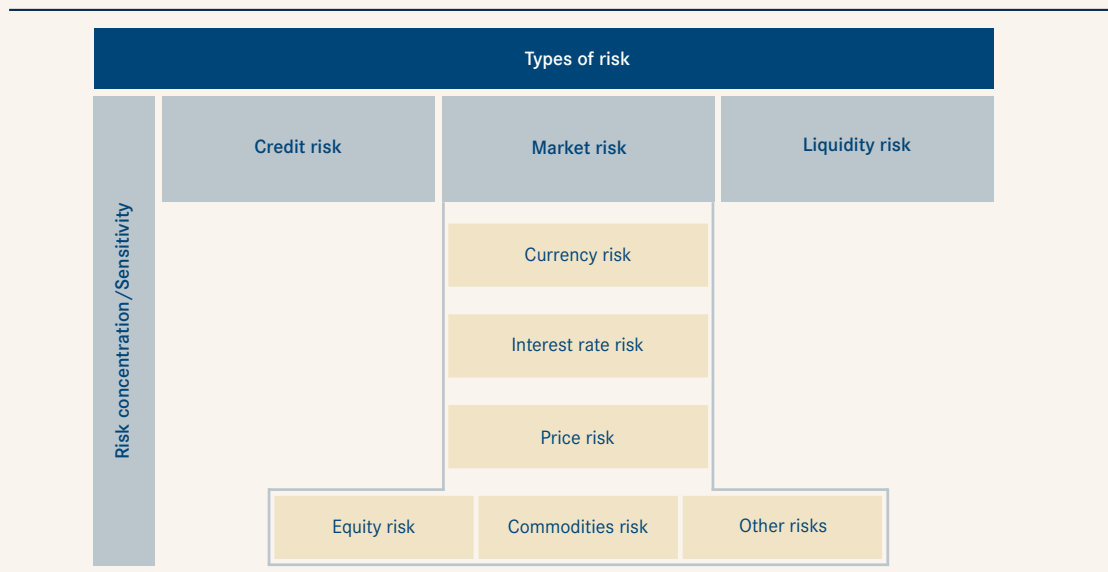 Types of risk
Risk concentration/Sensitivity
Credit risk
Market risk
Liquidity risk
Currency risk
Interest rate risk
Price risk
Equity risk
Commodities risk
Other risks